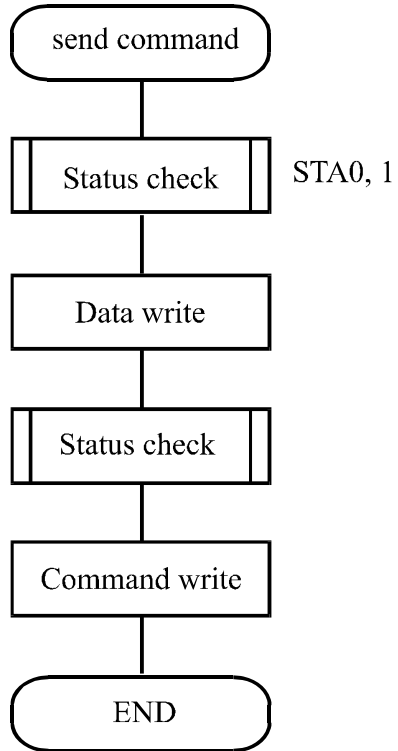 send command
Status check
STA0, 1
Data write
Status check
Command write
END